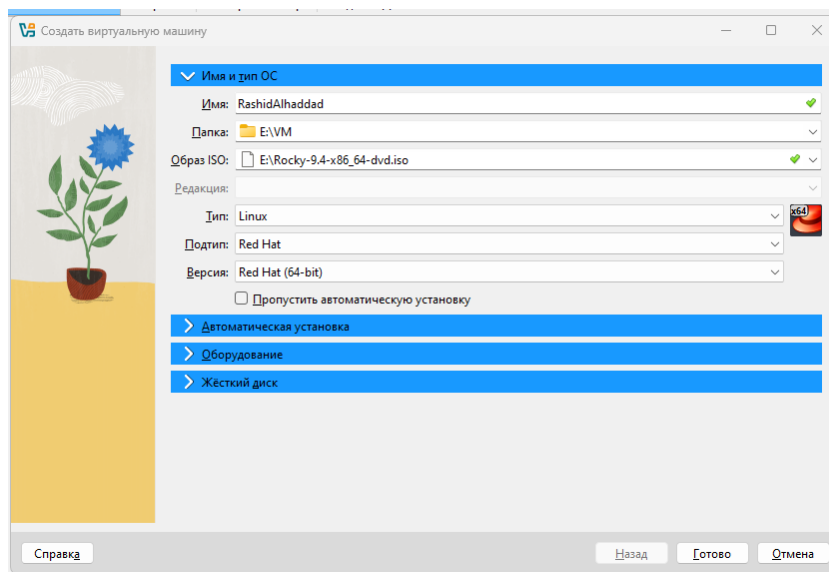 Создать виртуальную машину
Имя и тип ОС
Имя: RashidAlhaddad
Папка: E:\VM
Образ ISO: E:\Rocky-9.4-x86_64-dvd.iso
Редакция:
Тип: Linux
x64
Подтип: Red Hat
Версия: Red Hat (64-bit)
Пропустить автоматическую установку
Автоматическая установка
Оборудование
Жёсткий диск
Справка
Назад
Готово
Отмена